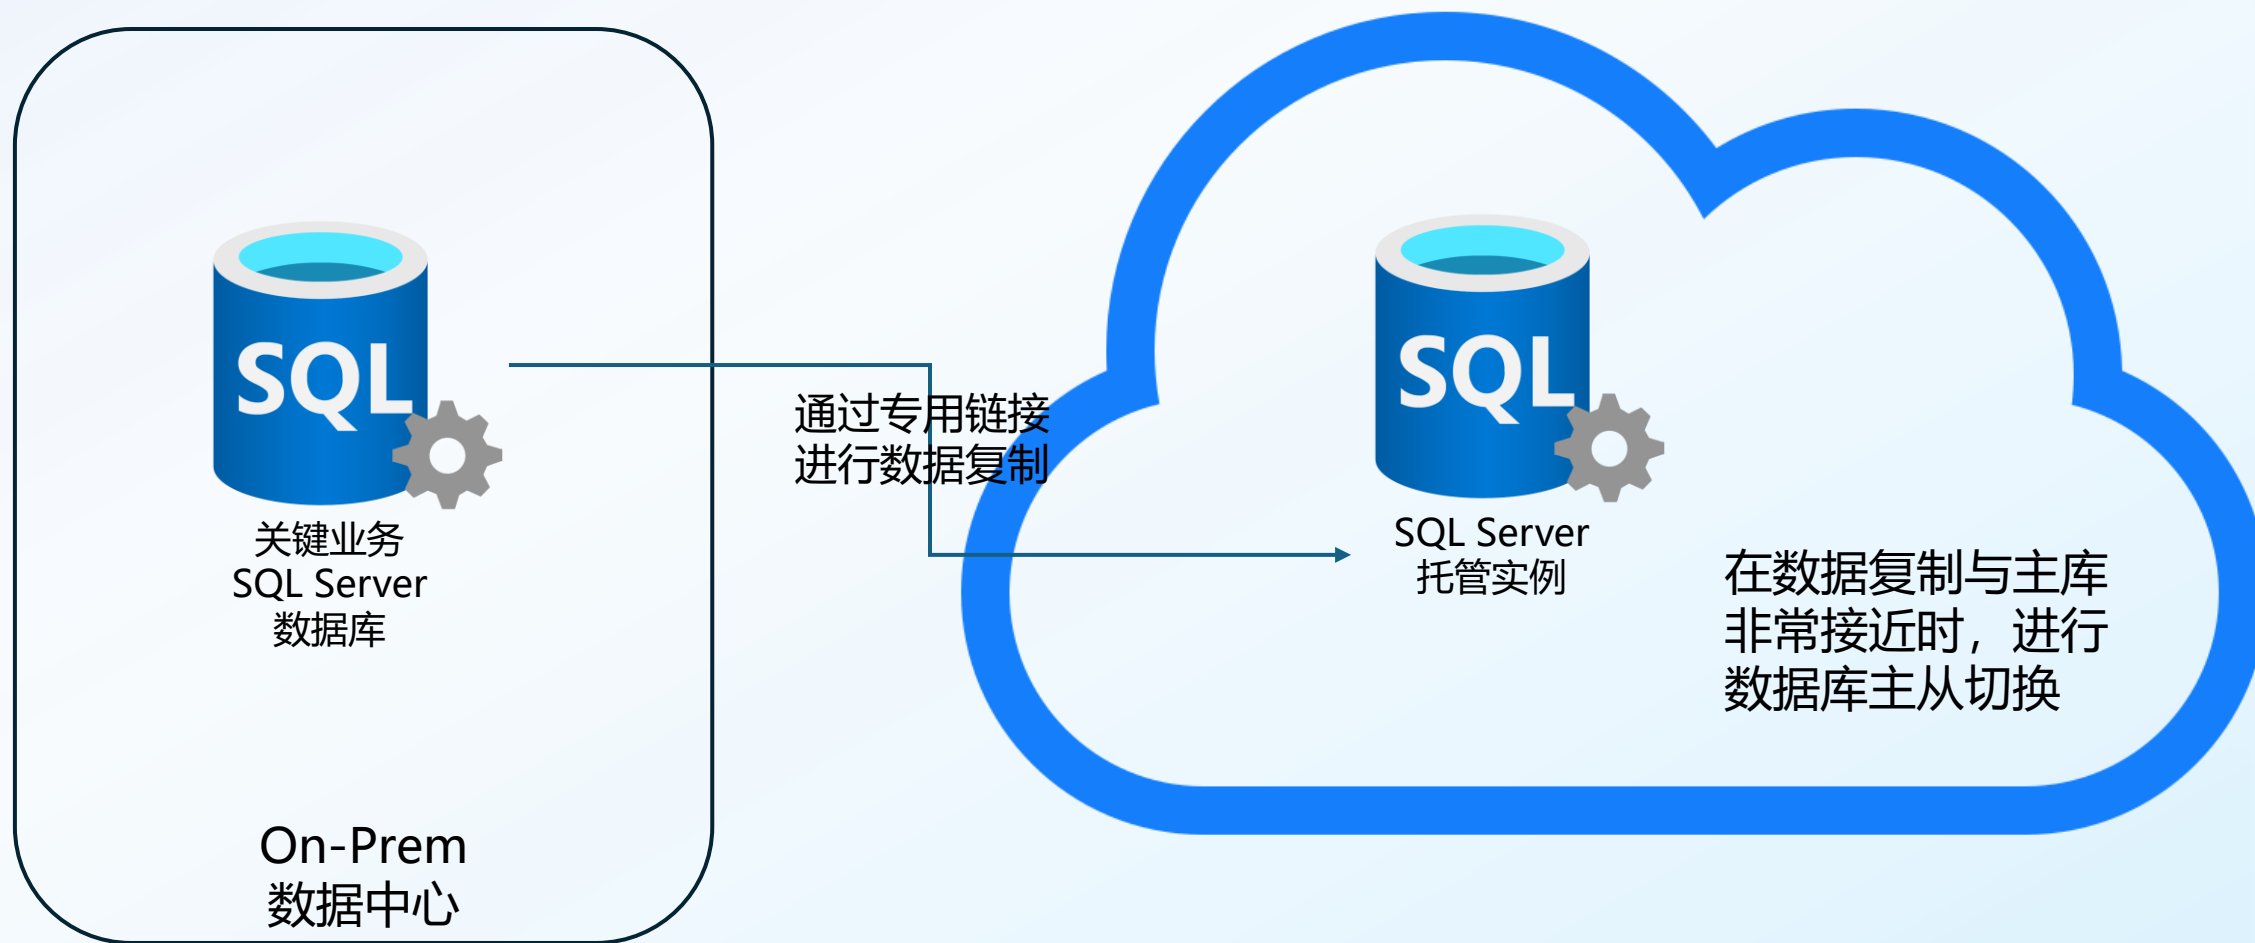 SQL
关键业务
SQL Server
数据库
On-Prem
数据中心
通过专用链接
进行数据复制
SQL
SQL Server
托管实例
在数据复制与主库
非常接近时，进行
数据库主从切换